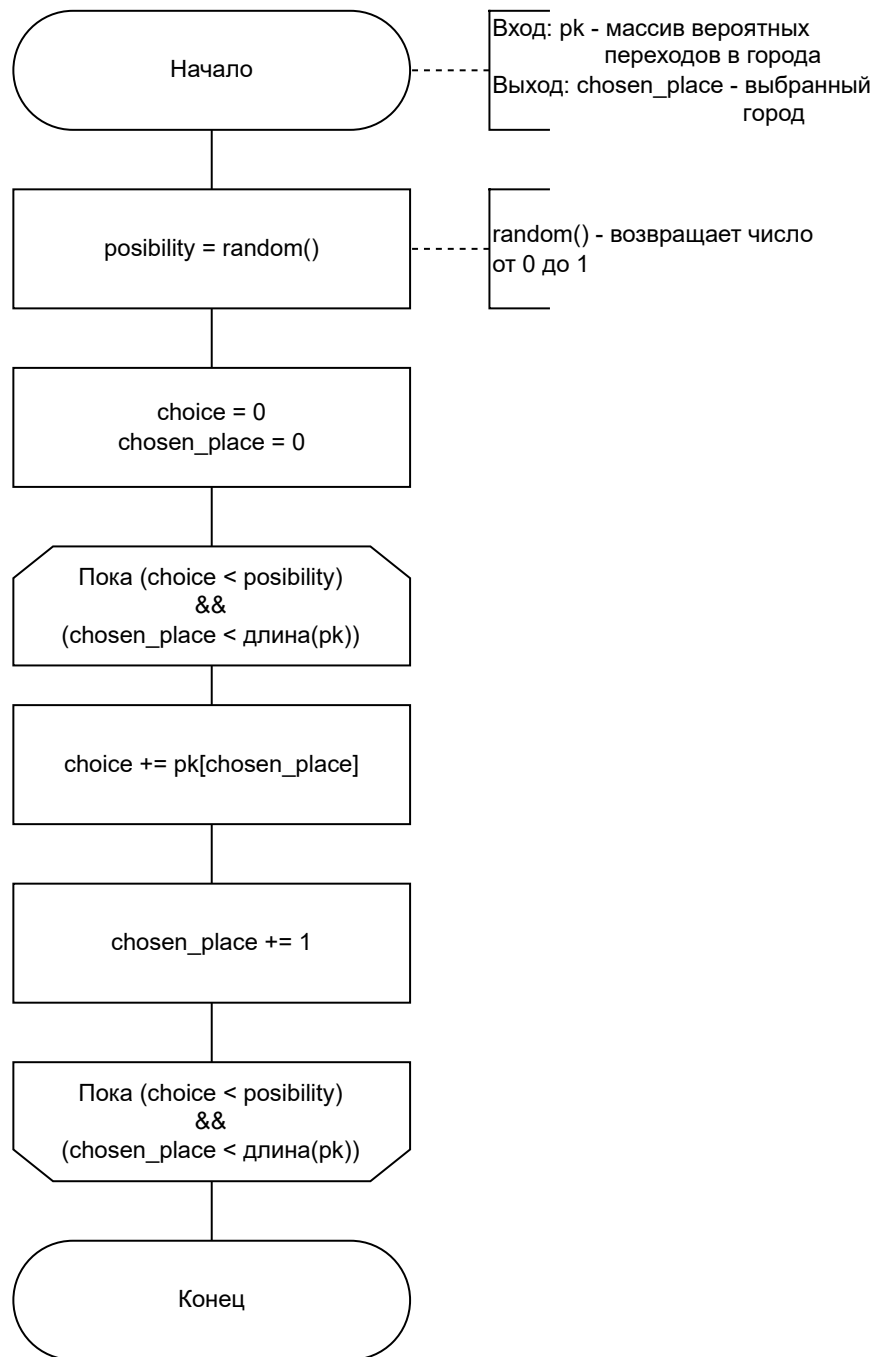 Начало
Вход: pk - массив вероятных
переходов в города
Выход: chosen_place - выбранный
город
posibility = random()
random() - возвращает число
от 0 до 1
choice = 0
chosen_place = 0
Пока (choice < posibility)
&&
(chosen_place < длина(pk))
choice += pk[chosen_place]
chosen_place += 1
Пока (choice < posibility)
&&
(chosen_place < длина(pk))
Конец